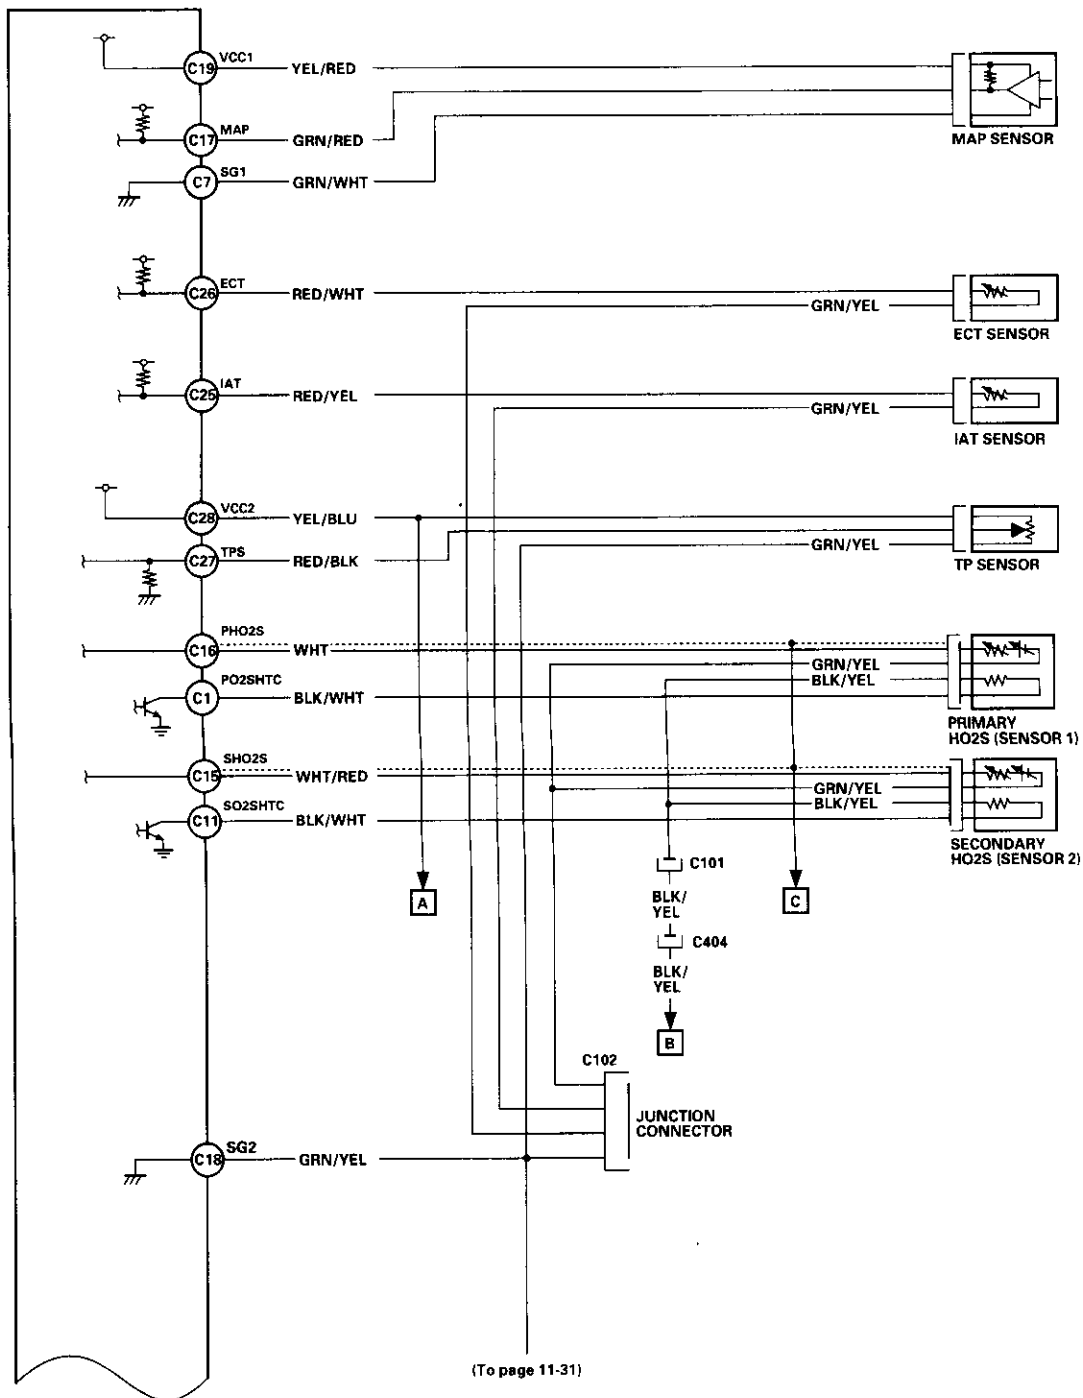 VCC1
C19
YEL/RED
MAP
C17
GRN/RED
SG1
C7
GRN/WHT
MAP SENSOR
ECT
C26
RED/WHT
GRN/YEL
ECT SENSOR
IAT
C25
RED/YEL
GRN/YEL
IAT SENSOR
VCC2
C28
YEL/BLU
TPS
C27
RED/BLK
GRN/YEL
TP SENSOR
PHO2S
C16
WHT
GRN/YEL
PO2SHTC
BLK/YEL
C1
BLK/WHT
PRIMARY
HO2S (SENSOR 1)
SHO2S
C15
WHT/RED
GRN/YEL
SO2SHTC
BLK/YEL
C11
BLK/WHT
SECONDARY
HO2S (SENSOR 2)
C101
A
BLK/
YEL
C
C404
BLK/
YEL
B
C102
JUNCTION
CONNECTOR
SG2
C18
GRN/YEL
(To page 11-31)